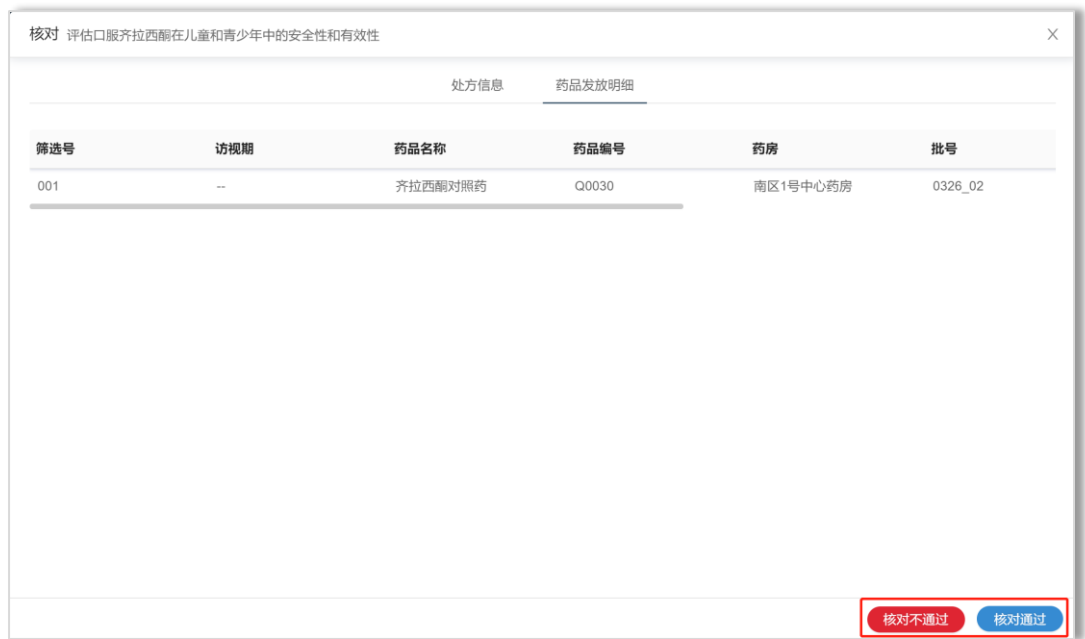 核对 评估口服齐拉西酮在儿童和青少年中的安全性和有效性
处方信息 药品发放明细
筛选号 访视期 药品名称 药品编号 药房 批号
001 -- 齐拉西酮对照药 Q0030 南区1号中心药房 0326_02
核对不通过 核对通过